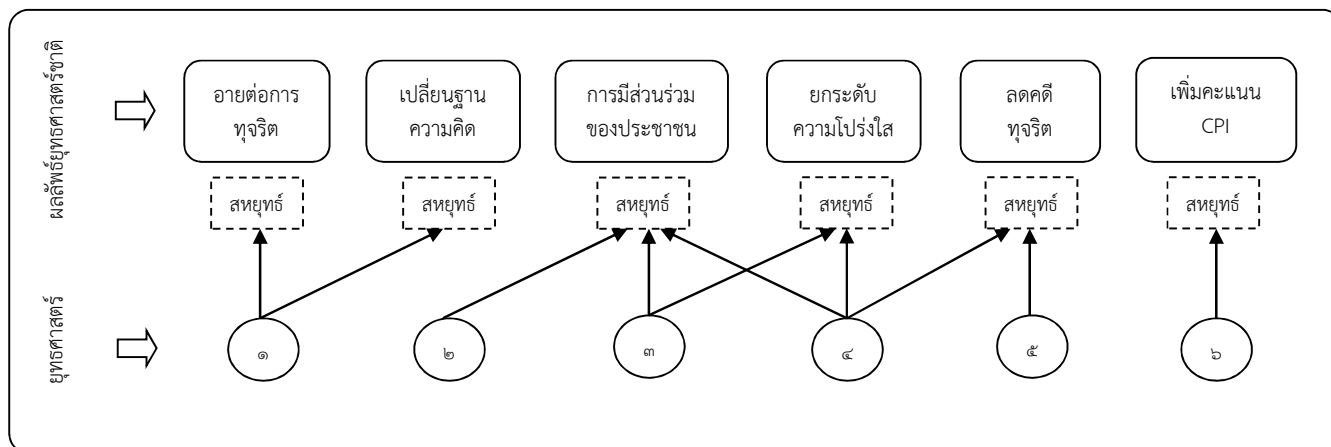 ผลลัพธ์ยุทธศาสตร์ชาติ
อายต่อการ
ทุจริต
เปลี่ยนฐาน
ความคิด
การมีส่วนร่วม
ของประชาชน
ยกระดับ
ความโปร่งใส
ลดคดี
ทุจริต
เพิ่มคะแนน
CPI
สหยุทธ์
สหยุทธ์
สหยุทธ์
สหยุทธ์
สหยุทธ์
สหยุทธ์
ยุทธศาสตร์
๑
๒
๓
๔
๕
๖